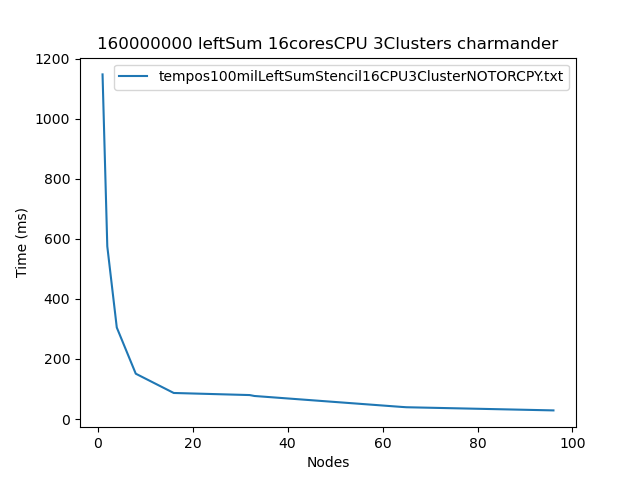 160000000 leftSum 16coresCPU 3Clusters charmander
tempos100milLeftSumStencil16CPU3ClusterNOTORCPY.txt
1200
1000
800
600
400
200
0
Time (ms)
0 20 40 60 80 100
Nodes